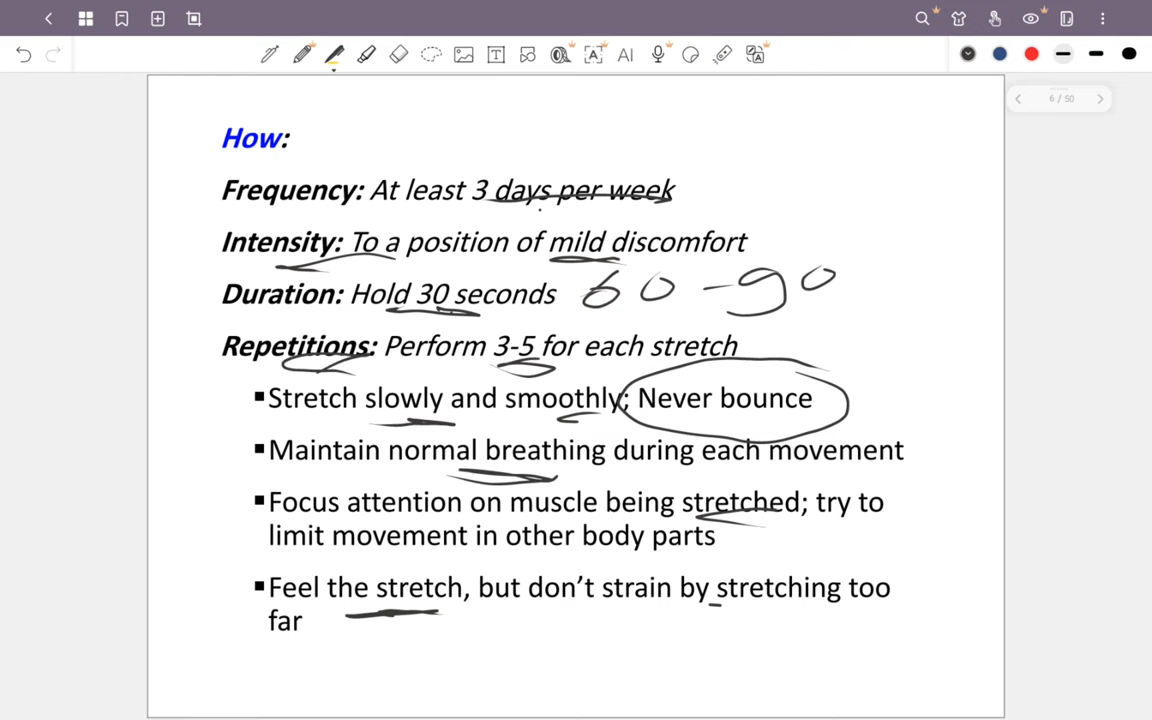 AI
6 / 50
How:
Frequency: At least 3 days per week
Intensity: To a position of mild discomfort
Duration: Hold 30 seconds 60-90
Repetitions: Perform 3-5 for each stretch
▪Stretch slowly and smoothly; Never bounce
▪Maintain normal breathing during each movement
▪Focus attention on muscle being stretched; try to
limit movement in other body parts
▪Feel the stretch, but don’t strain by stretching too
far